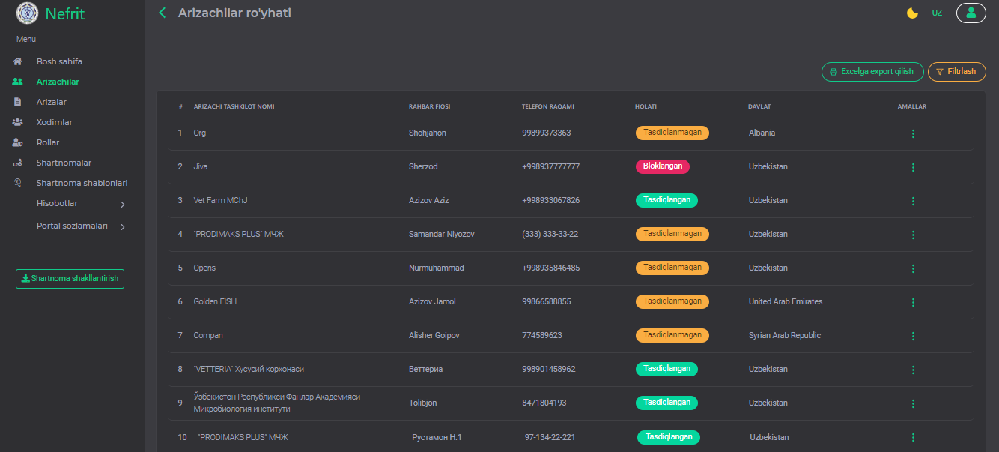 Nefrit
Arizachilar ro'yhati
UZ
Menu
Bosh sahifa
Arizachilar
Arizalar
Xodimlar
Rollar
Shartnomalar
Shartnoma shablonlari
Hisobotlar
Portal sozlamalari
Shartnoma shakllantirish
Excelga export qilish
Filtrlash
# ARIZACHI TASHKILOT NOMI RAHBAR FIOSI TELEFON RAQAMI HOLATI DAVLAT AMALLAR
1 Org Shohjahon 99899373363 Tasdiqlanmagan Albania
2 Jiva Sherzod +998937777777 Bloklangan Uzbekistan
3 Vet Farm MChJ Azizov Aziz +998933067826 Tasdiqlangan Uzbekistan
4 "PRODIMAKS PLUS" МЧЖ Samandar Niyozov (333) 333-33-22 Tasdiqlanmagan Uzbekistan
5 Opens Nurmuhammad +998935846485 Tasdiqlanmagan Uzbekistan
6 Golden FISH Azizov Jamol 99866588855 Tasdiqlanmagan United Arab Emirates
7 Compan Alisher Goipov 774589623 Tasdiqlanmagan Syrian Arab Republic
8 "VETTERIA" Хусусий корхонаси Веттериа 998901458962 Tasdiqlangan Uzbekistan
9 Ўзбекистон Республикси Фанлар Академияси
Микробиология институти Tolibjon 8471804193 Tasdiqlangan Uzbekistan
10 "PRODIMAKS PLUS" МЧЖ Рустамон Н.1 97-134-22-221 Tasdiqlangan Uzbekistan